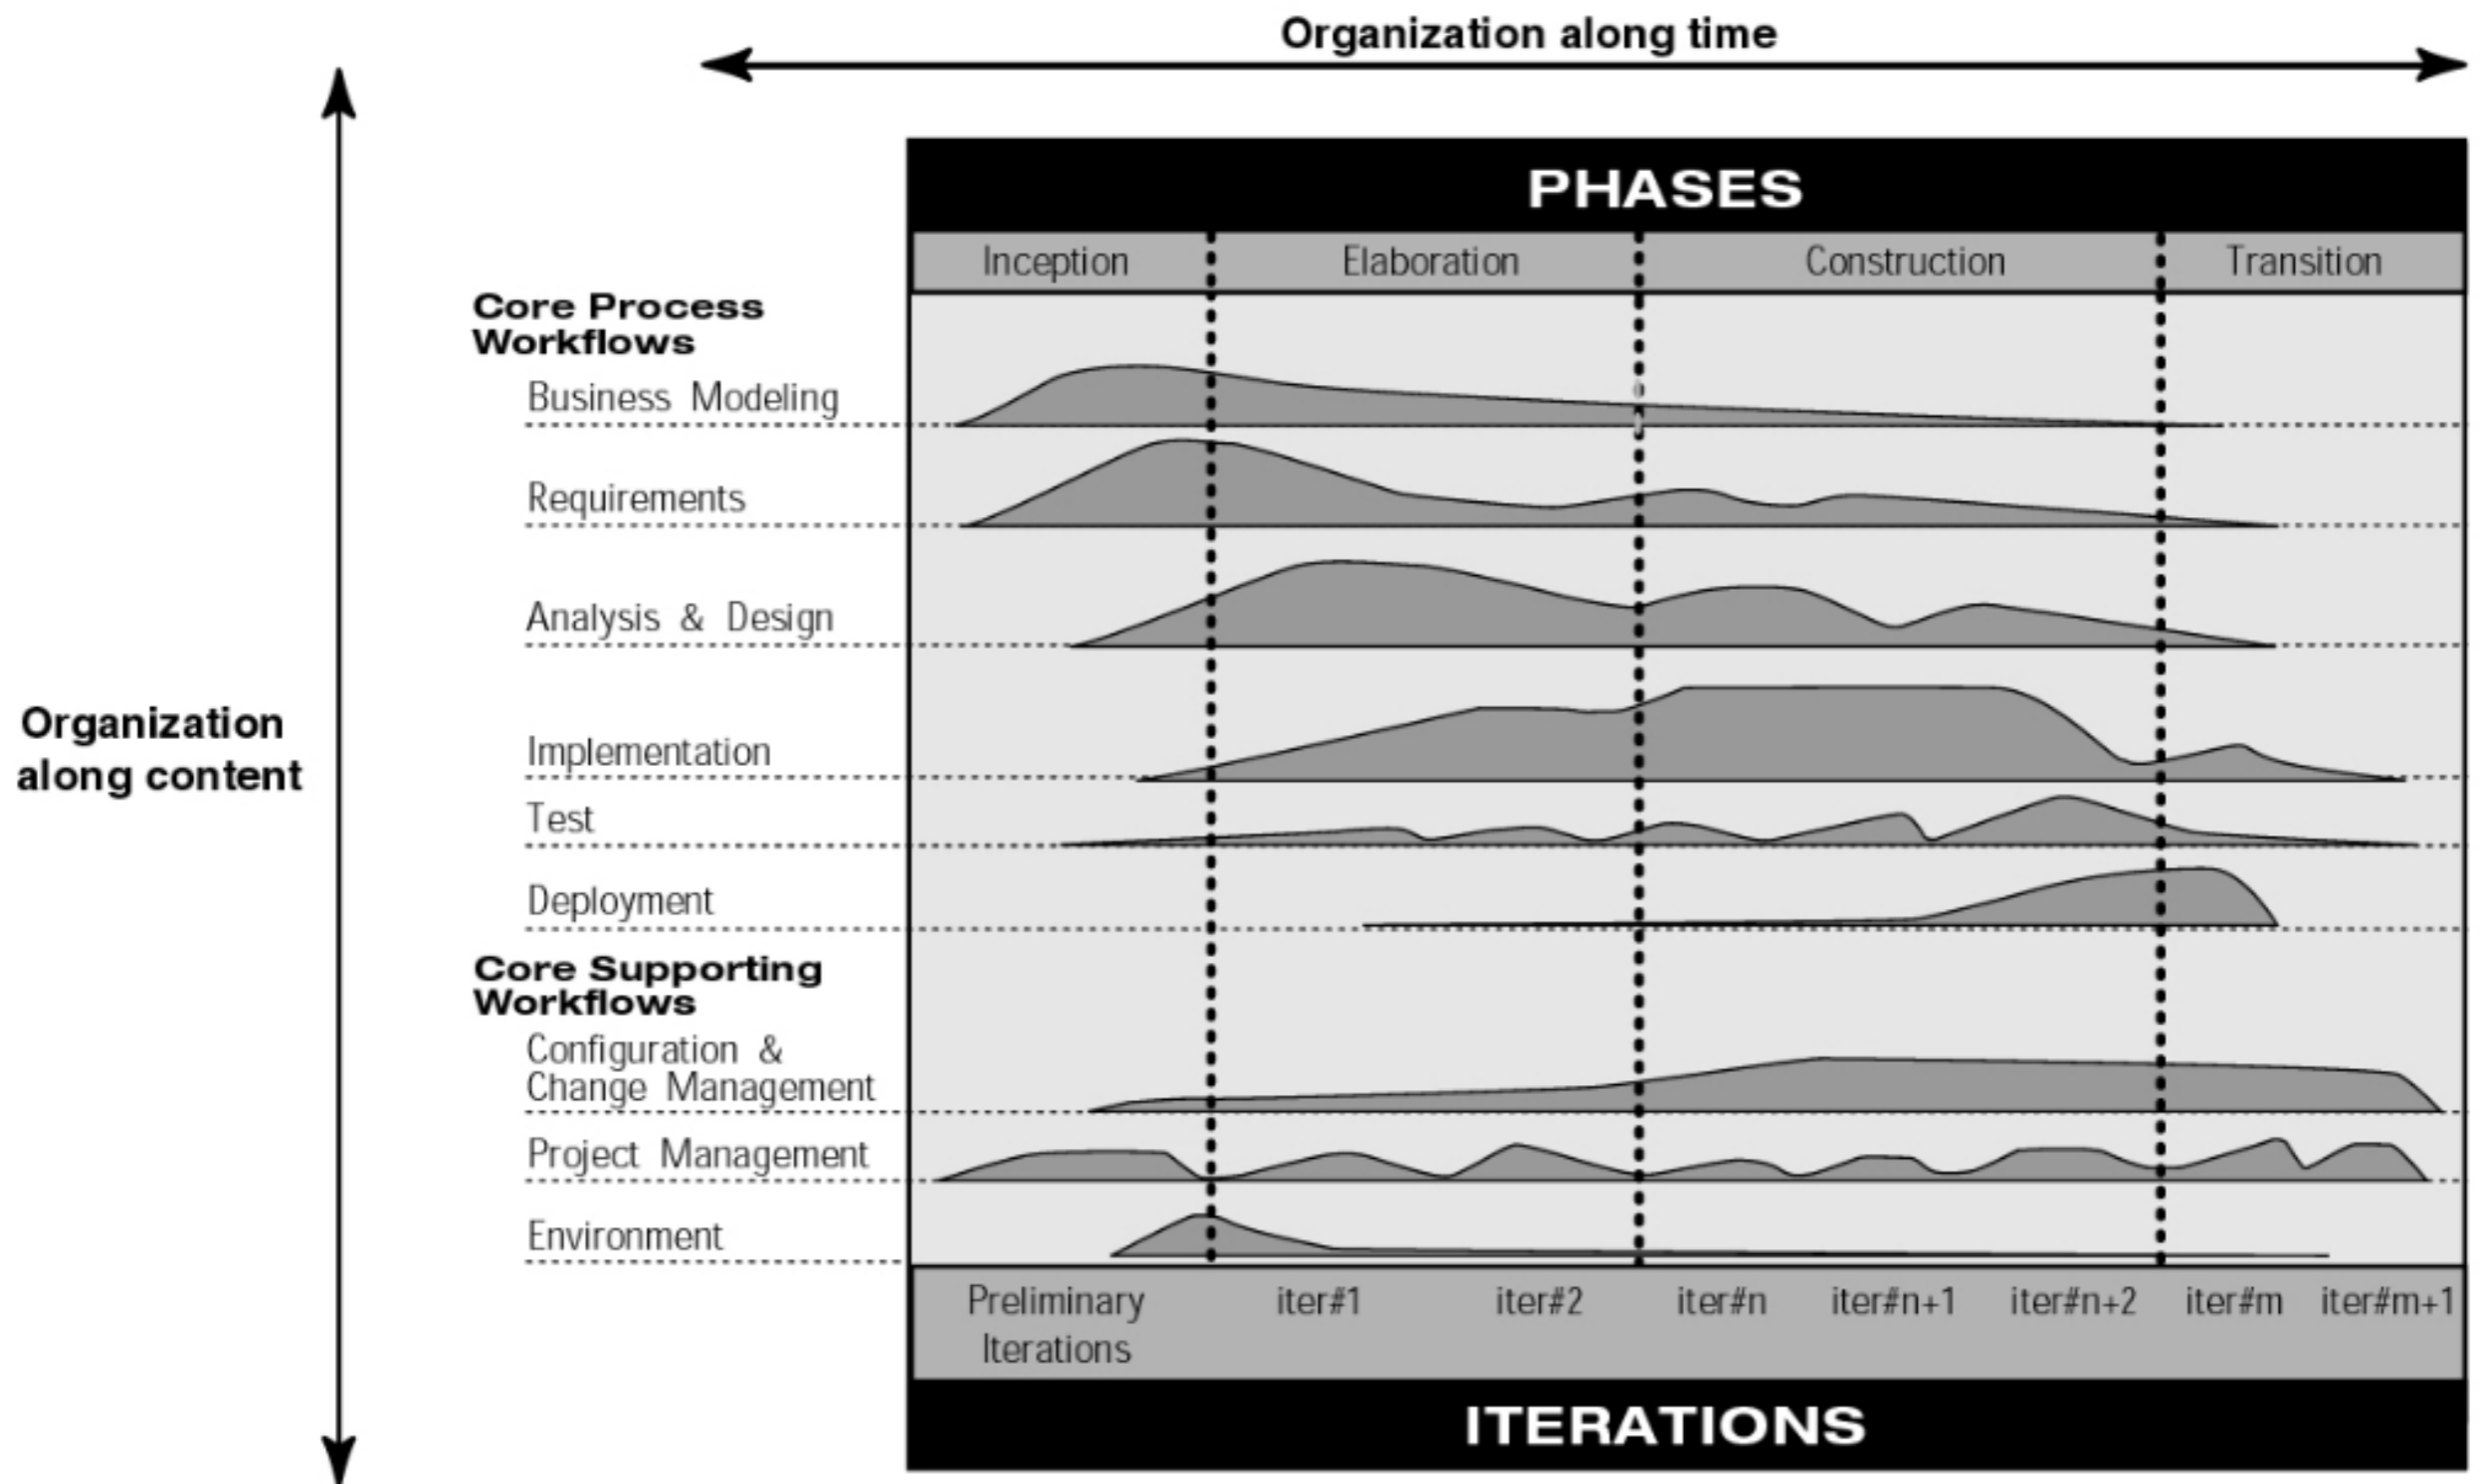 Organization along time
PHASES
Inception Elaboration Construction Transition
Core Process
Workflows
Business Modeling
Requirements
Analysis & Design
Organization
along content
Implementation
Test
Deployment
Core Supporting
Workflows
Configuration &
Change Management
Project Management
Environment
Preliminary iter#1 iter#2 iter#n iter#n+1 iter#n+2 iter#m iter#m+1
Iterations
ITERATIONS